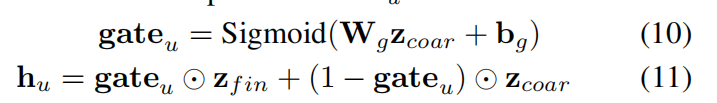 gate_u = Sigmoid(W_g z_coar + b_g) (10)
h_u = gate_u ⊙ z_fin + (1 − gate_u) ⊙ z_coar (11)